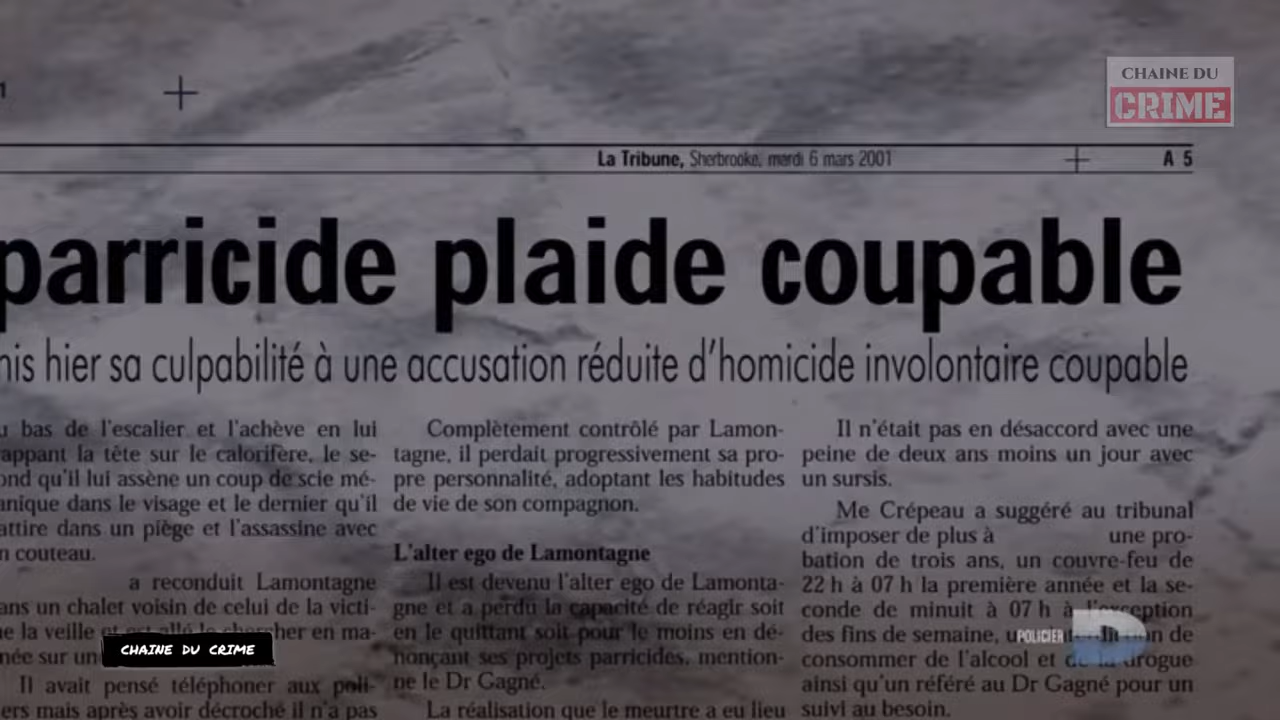 CHAINE DU
CRIME
La Tribune, Sherbrooke, mardi 6 mars 2001
A 5
parricide plaide coupable
hier sa culpabilité à une accusation réduite d'homicide involontaire coupable
bas de l'escalier et l'achève en lui
la tête sur le calorifère, le se-
qu'il lui assène un coup de scie mé-
dans le visage et le dernier qu'il
dans un piège et l'assassine avec
couteau.
a reconduit Lamontagne
un chalet voisin de celui de la victi-
la veille et est allé le chercher en ma-
sur un
Il avait pensé téléphoner aux poli-
mais après avoir décroché il n'a pas
Complètement contrôlé par Lamon-
tagne, il perdait progressivement sa pro-
pre personnalité, adoptant les habitudes
de vie de son compagnon.
L'alter ego de Lamontagne
Il est devenu l'alter ego de Lamonta-
gne et a perdu la capacité de réagir soit
en le quittant soit pour le moins en dé-
nonçant ses projets parricides, mention-
ne le Dr Gagné.
La réalisation que le meurtre a eu lieu
Il n'était pas en désaccord avec une
peine de deux ans moins un jour avec
un sursis.
Me Crépeau a suggéré au tribunal
d'imposer de plus à une pro-
bation de trois ans, un couvre-feu de
22 h à 07 h la première année et la se-
conde de minuit à 07 h à l'exception
des fins de semaine, de
consommer de l'alcool et de la drogue
ainsi qu'un référé au Dr Gagné pour un
suivi au besoin.
CHAINE DU CRIME
POLICIER
D